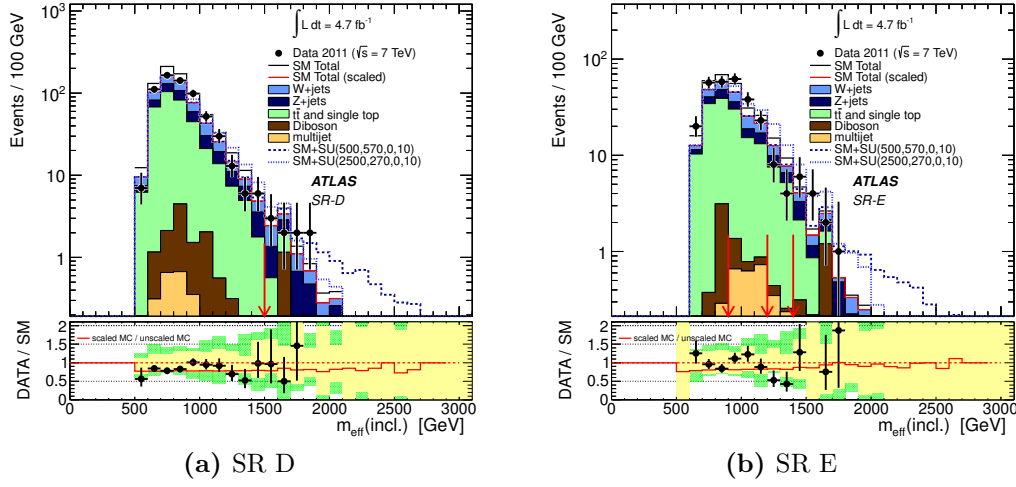 ∫ L dt = 4.7 fb⁻¹
Events / 100 GeV
10³
10²
10
1
Data 2011 (√s = 7 TeV)
SM Total
SM Total (scaled)
W+jets
Z+jets
tt̄ and single top
Diboson
multijet
SM+SU(500,570,0,10)
SM+SU(2500,270,0,10)
ATLAS
SR-D
DATA / SM
2
1.5
1
0.5
0
scaled MC / unscaled MC
0 500 1000 1500 2000 2500 3000
m_eff(incl.) [GeV]
(a) SR D
∫ L dt = 4.7 fb⁻¹
Events / 100 GeV
10²
10
1
Data 2011 (√s = 7 TeV)
SM Total
SM Total (scaled)
W+jets
Z+jets
tt̄ and single top
Diboson
multijet
SM+SU(500,570,0,10)
SM+SU(2500,270,0,10)
ATLAS
SR-E
DATA / SM
2
1.5
1
0.5
0
scaled MC / unscaled MC
0 500 1000 1500 2000 2500 3000
m_eff(incl.) [GeV]
(b) SR E